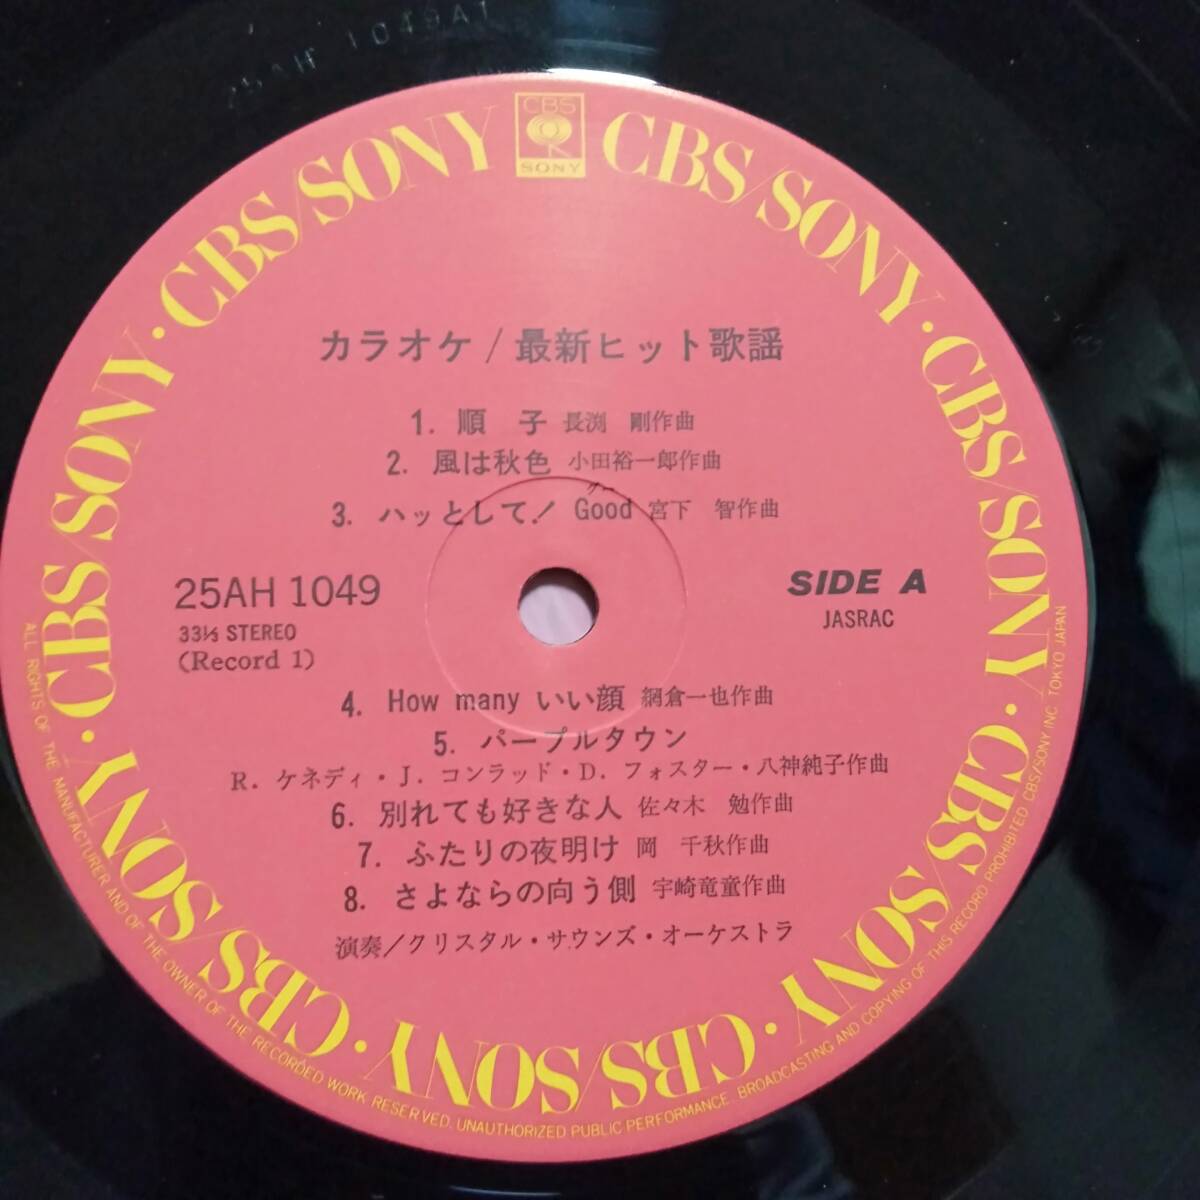 25AH 1049A1
CBS
SONY
CBS/SONY · CBS/SONY · CBS/SONY · CBS/SONY · CBS/SONY · CBS/SONY · CBS/SONY · CBS/SONY
カラオケ/最新ヒット歌謡
1. 順 子 長渕 剛作曲
2. 風は秋色 小田裕一郎作曲
グー
3. ハッとして! Good 宮下 智作曲
25AH 1049
33⅓ STEREO
(Record 1)
SIDE A
JASRAC
4. How many いい顔 網倉一也作曲
5. パープルタウン
R. ケネディ・J. コンラッド・D. フォスター・八神純子作曲
6. 別れても好きな人 佐々木 勉作曲
7. ふたりの夜明け 岡 千秋作曲
8. さよならの向う側 宇崎竜童作曲
演奏/クリスタル・サウンズ・オーケストラ
ALL RIGHTS OF THE MANUFACTURER AND OF THE OWNER OF THE RECORDED WORK RESERVED. UNAUTHORIZED PUBLIC PERFORMANCE. BROADCASTING AND COPYING OF THIS RECORD PROHIBITED CBS/SONY INC. TOKYO JAPAN